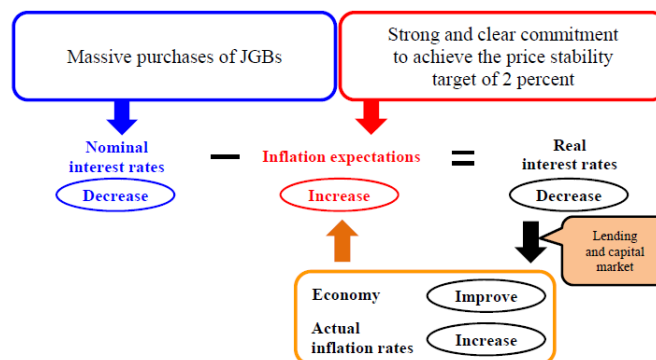 Massive purchases of JGBs
Strong and clear commitment
to achieve the price stability
target of 2 percent
Nominal
interest rates
Decrease
–
Inflation expectations
Increase
=
Real
interest rates
Decrease
Lending
and capital
market
Economy
Improve
Actual
inflation rates
Increase